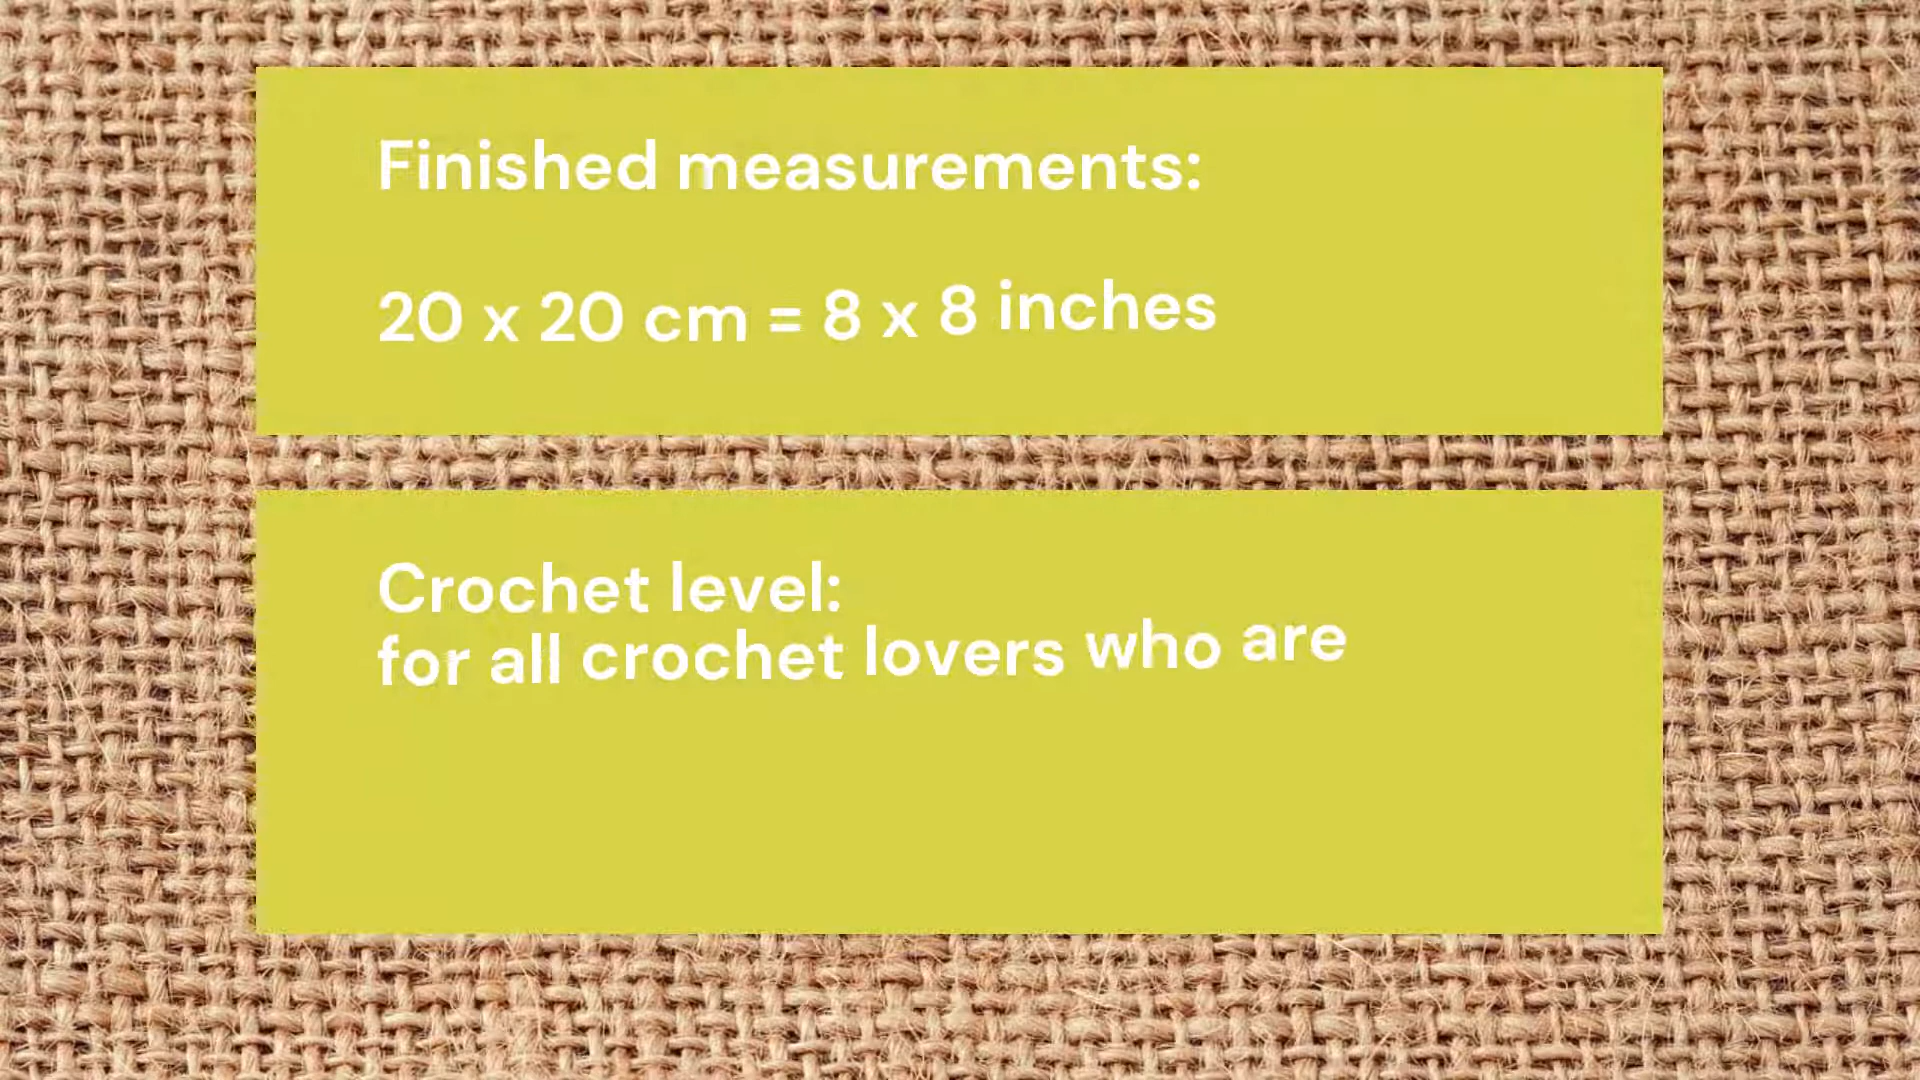 Finished measurements:
20 x 20 cm = 8 x 8 inches
Crochet level:
for all crochet lovers who are